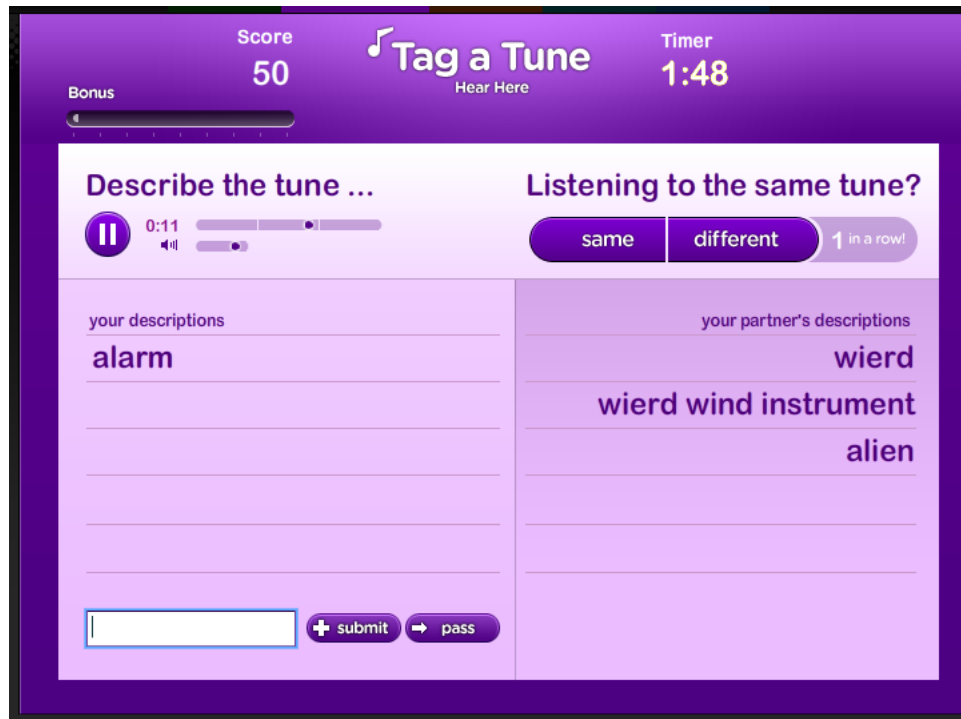 Score
50
Bonus
Tag a Tune
Hear Here
Timer
1:48
Describe the tune ...
0:11
Listening to the same tune?
same
different
1 in a row!
your descriptions
alarm
your partner's descriptions
wierd
wierd wind instrument
alien
submit
pass